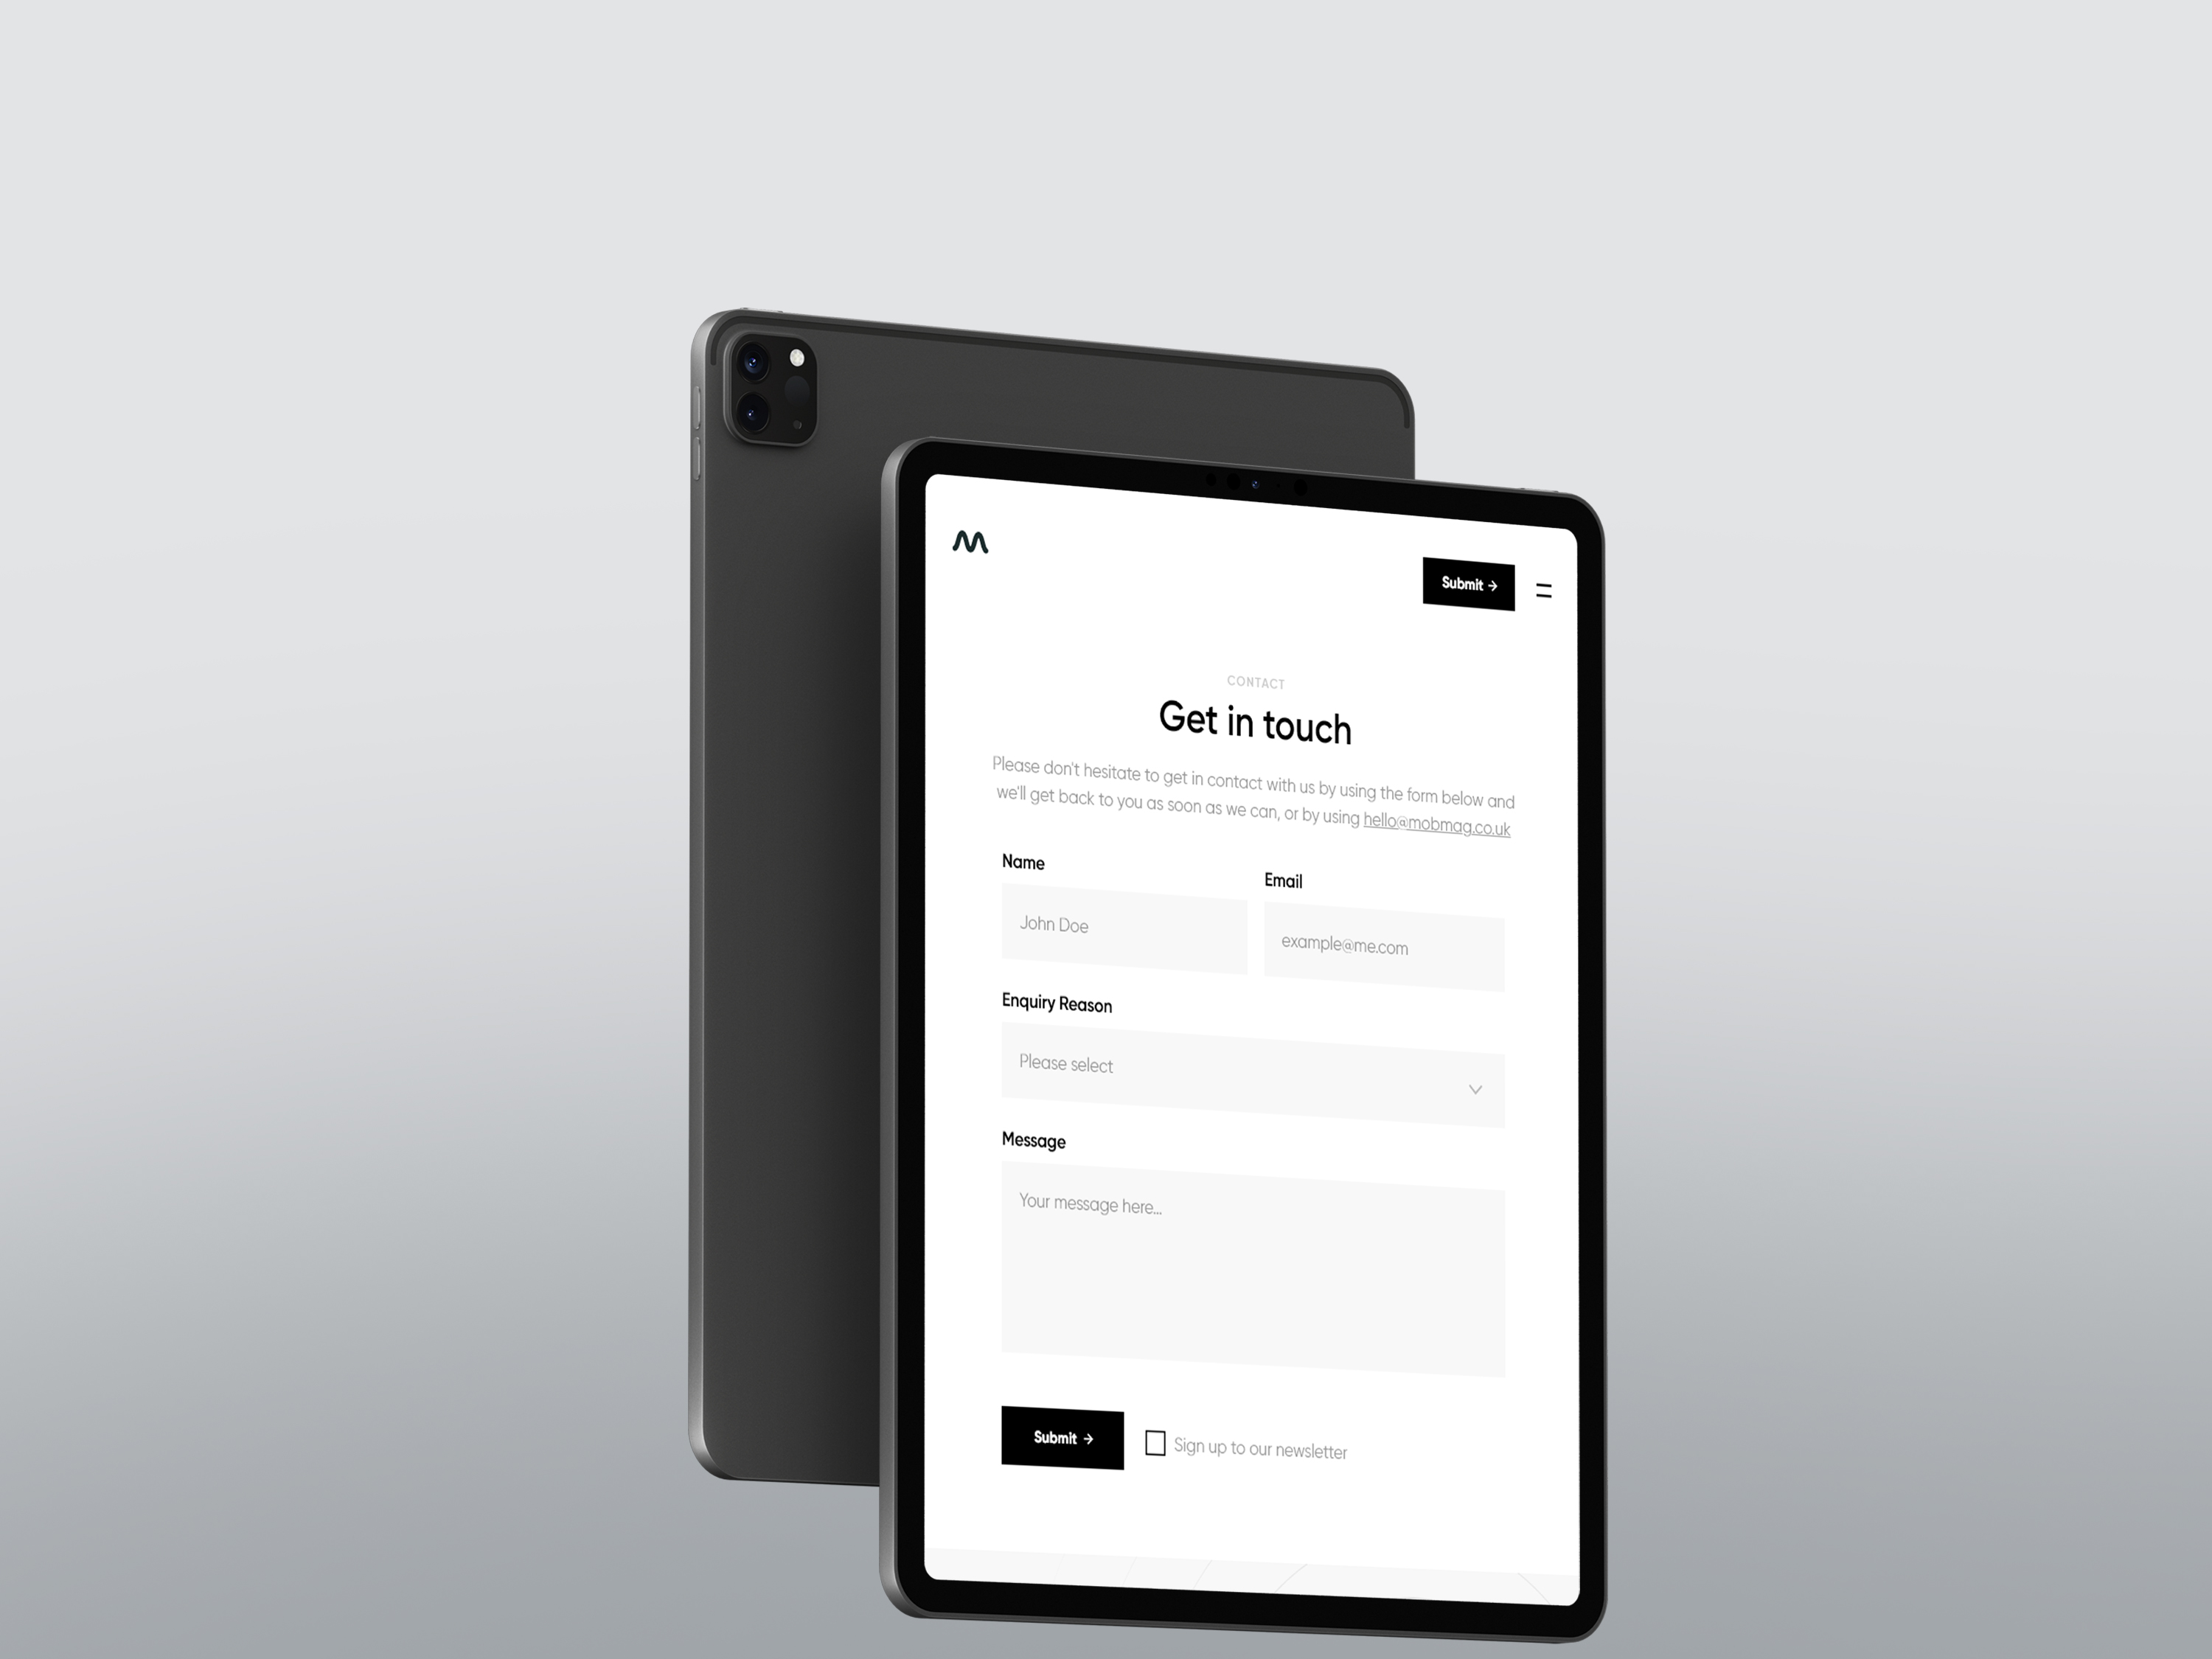 Submit →
CONTACT
Get in touch
Please don't hesitate to get in contact with us by using the form below and
we'll get back to you as soon as we can, or by using hello@mobmag.co.uk
Name
Email
John Doe
example@me.com
Enquiry Reason
Please select
Message
Your message here...
Submit →
Sign up to our newsletter